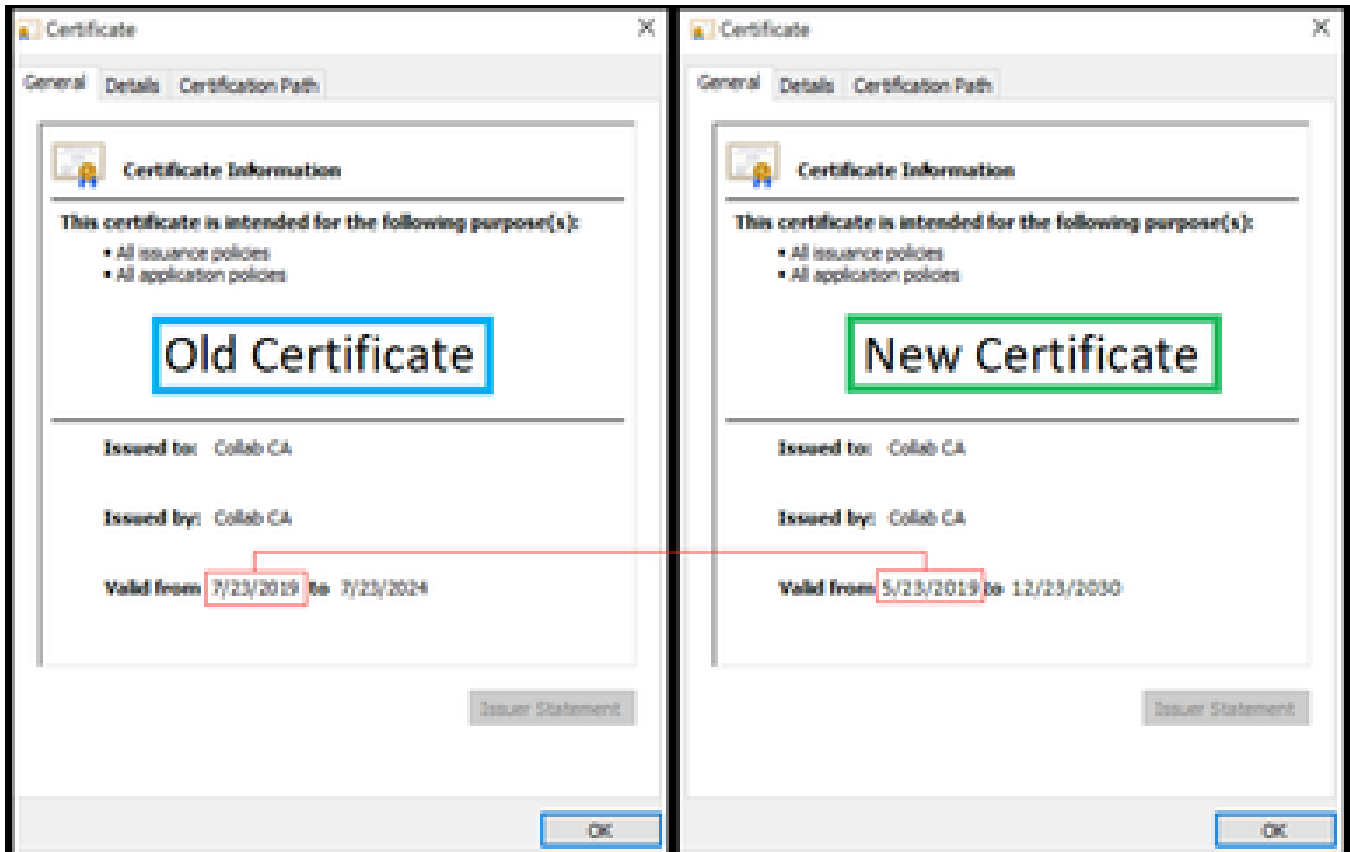 Certificate
General Details Certification Path
Certificate Information
This certificate is intended for the following purpose(s):
• All issuance policies
• All application policies
Old Certificate
Issued to: Collab CA
Issued by: Collab CA
Valid from 7/23/2019 to 7/23/2024
Issuer Statement
OK
Certificate
General Details Certification Path
Certificate Information
This certificate is intended for the following purpose(s):
• All issuance policies
• All application policies
New Certificate
Issued to: Collab CA
Issued by: Collab CA
Valid from 5/23/2019 to 12/23/2030
Issuer Statement
OK